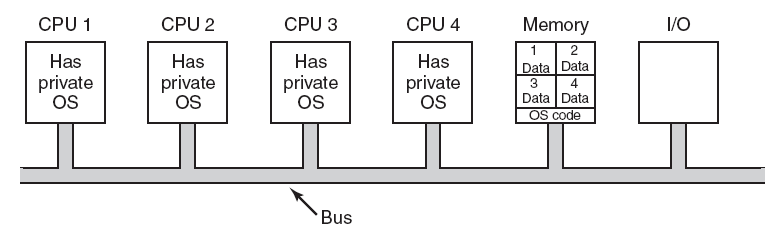 CPU 1 CPU 2 CPU 3 CPU 4 Memory I/O
Has private OS
Has private OS
Has private OS
Has private OS
1 2
Data Data
3 4
Data Data
OS code
Bus